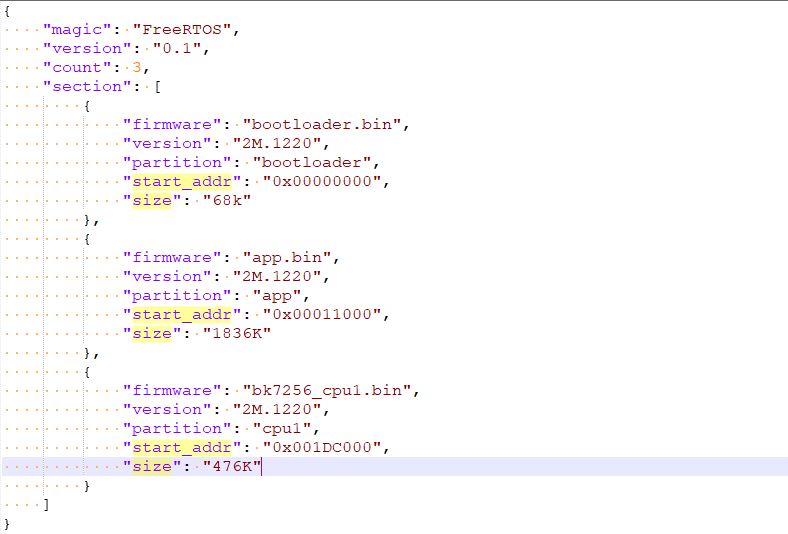 {
    "magic": "FreeRTOS",
    "version": "0.1",
    "count": 3,
    "section": [
        {
            "firmware": "bootloader.bin",
            "version": "2M.1220",
            "partition": "bootloader",
            "start_addr": "0x00000000",
            "size": "68k"
        },
        {
            "firmware": "app.bin",
            "version": "2M.1220",
            "partition": "app",
            "start_addr": "0x00011000",
            "size": "1836K"
        },
        {
            "firmware": "bk7256_cpu1.bin",
            "version": "2M.1220",
            "partition": "cpu1",
            "start_addr": "0x001DC000",
            "size": "476K"
        }
    ]
}